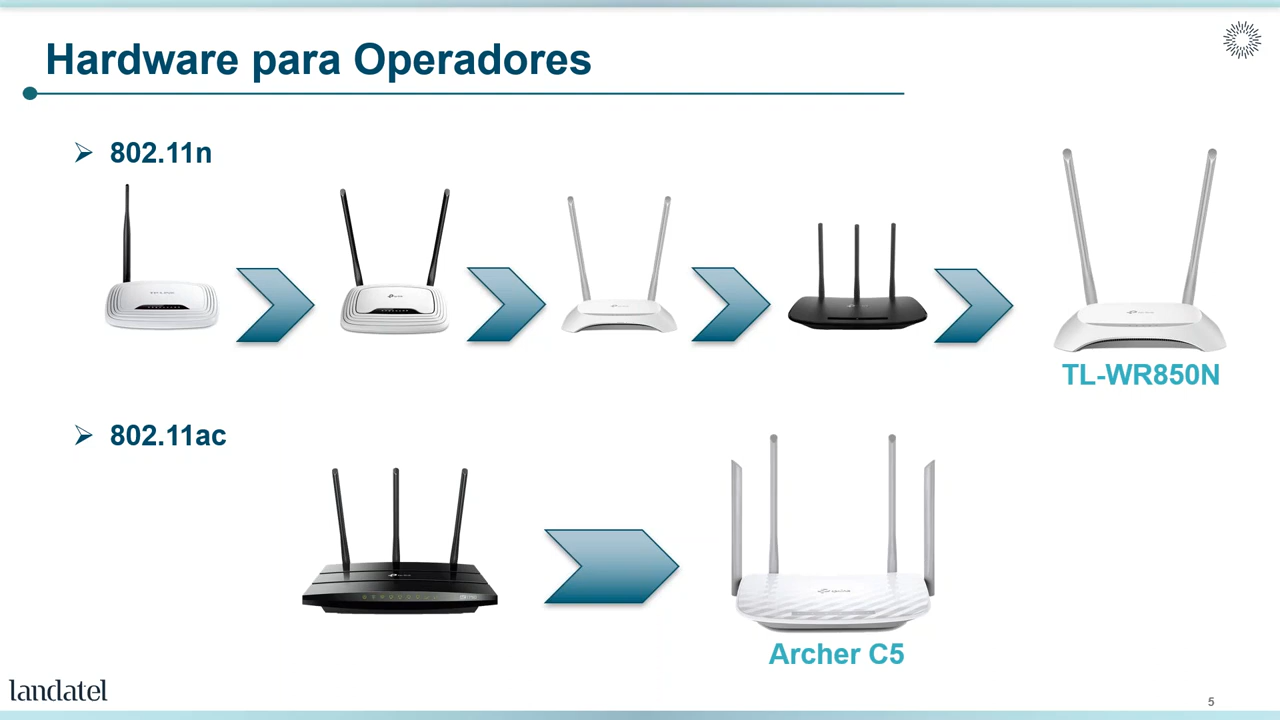 Hardware para Operadores
802.11n
TL-WR850N
802.11ac
Archer C5
landatel
5